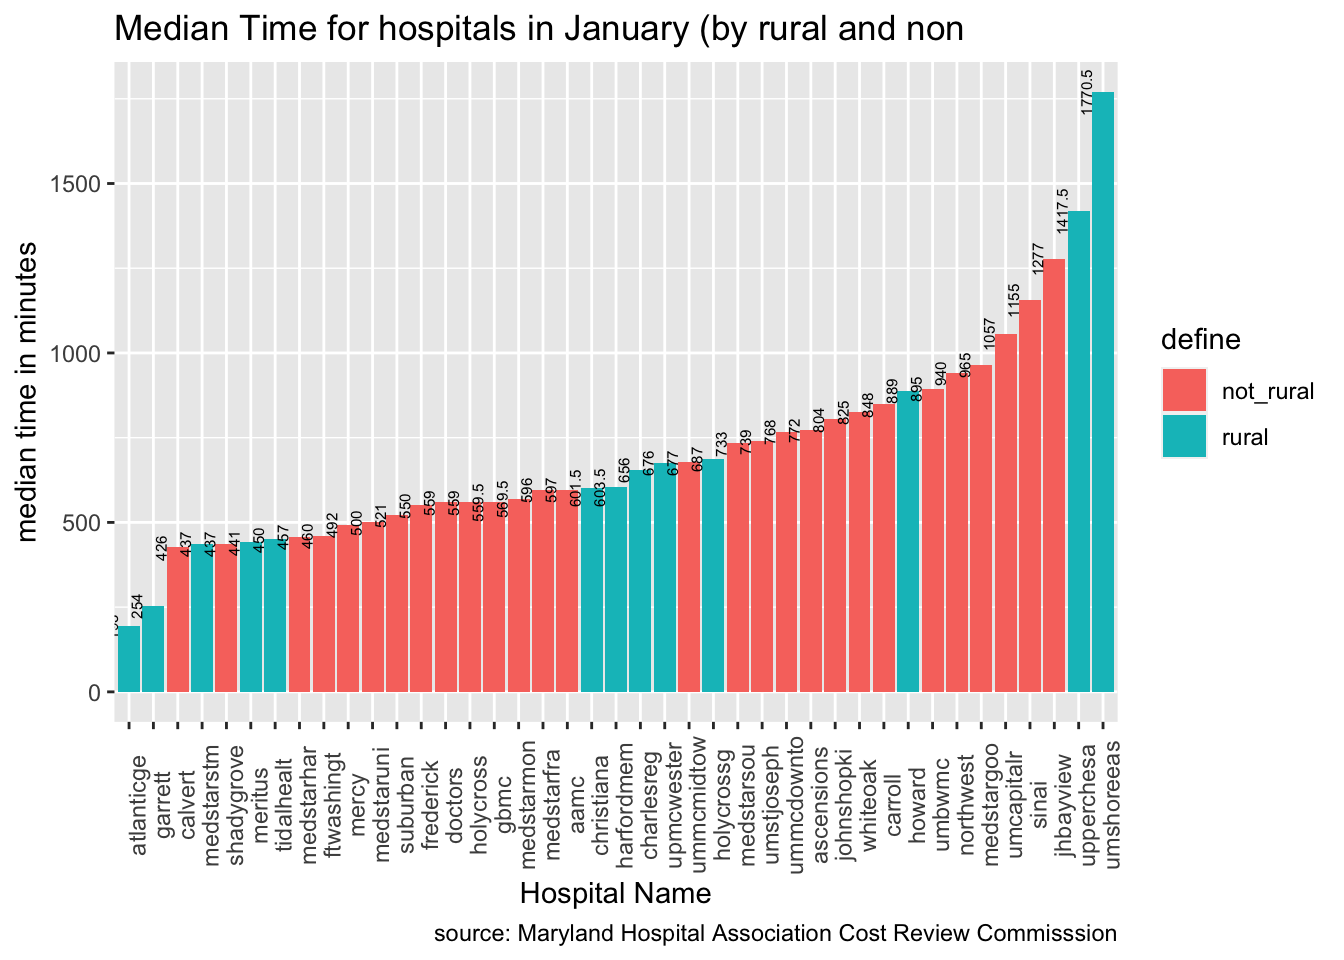 Median Time for hospitals in January (by rural and non
median time in minutes
1500
1000
500
0
254
426
437
437
441
450
457
460
492
500
521
550
559
559
559.5
569.5
596
597
601.5
603.5
656
676
677
687
733
739
768
772
804
825
848
889
895
940
965
1057
1155
1277
1417.5
1770.5
atlanticge
garrett
calvert
medstarstm
shadygrove
meritus
tidalhealt
medstarhar
ftwashingt
mercy
medstaruni
suburban
frederick
doctors
holycross
gbmc
medstarmon
medstarfra
aamc
christiana
harfordmem
charlesreg
upmcwester
ummcmidtow
holycrossg
medstarsou
umstjoseph
ummcdownto
ascensions
johnshopki
whiteoak
carroll
howard
umbwmc
northwest
medstargoo
umcapitalr
sinai
jhbayview
upperchesa
umshoreeas
Hospital Name
source: Maryland Hospital Association Cost Review Commisssion
define
not_rural
rural